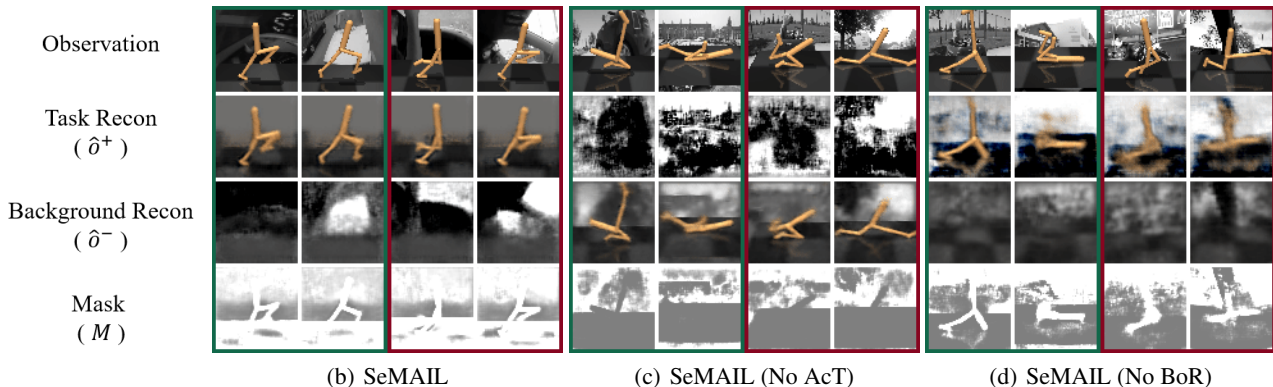 Observation
Task Recon
( ô⁺ )
Background Recon
( ô⁻ )
Mask
( M )
(b) SeMAIL
(c) SeMAIL (No AcT)
(d) SeMAIL (No BoR)